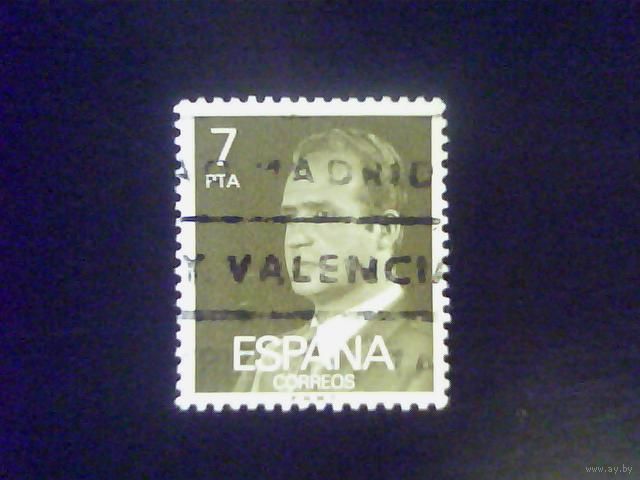 7
PTA
MADRID
Y VALENCIA
ESPAÑA
CORREOS
www.ay.by